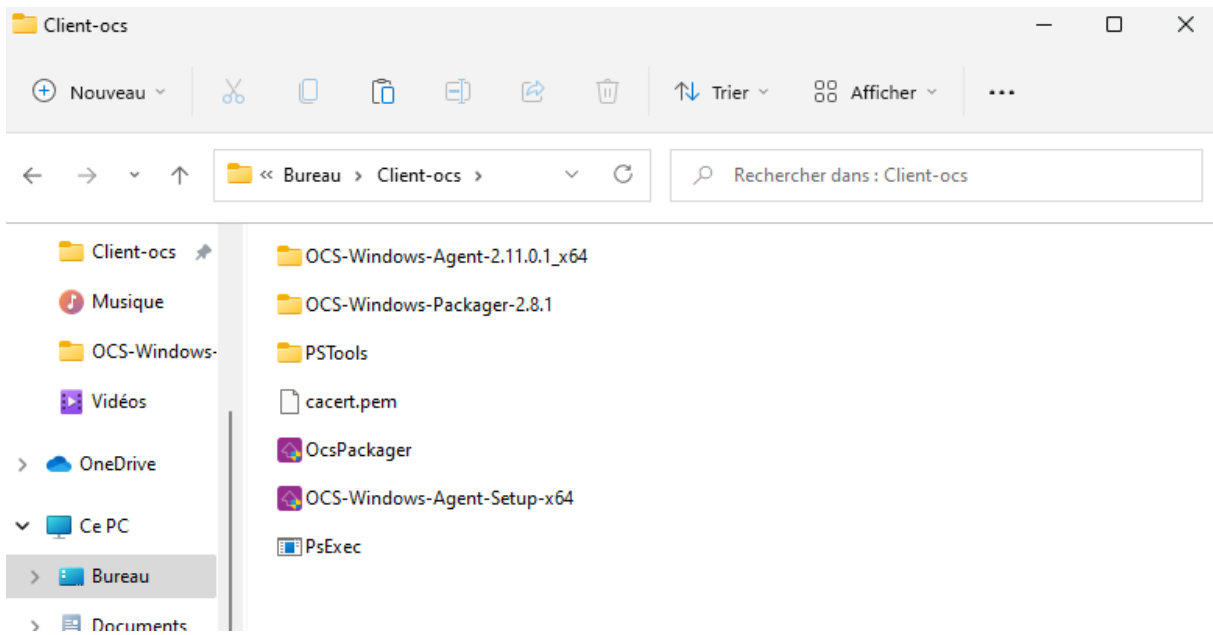 Client-ocs
Nouveau
Trier
Afficher
« Bureau > Client-ocs >
Rechercher dans : Client-ocs
Client-ocs
Musique
OCS-Windows-
Vidéos
OneDrive
Ce PC
Bureau
Documents
OCS-Windows-Agent-2.11.0.1_x64
OCS-Windows-Packager-2.8.1
PSTools
cacert.pem
OcsPackager
OCS-Windows-Agent-Setup-x64
PsExec